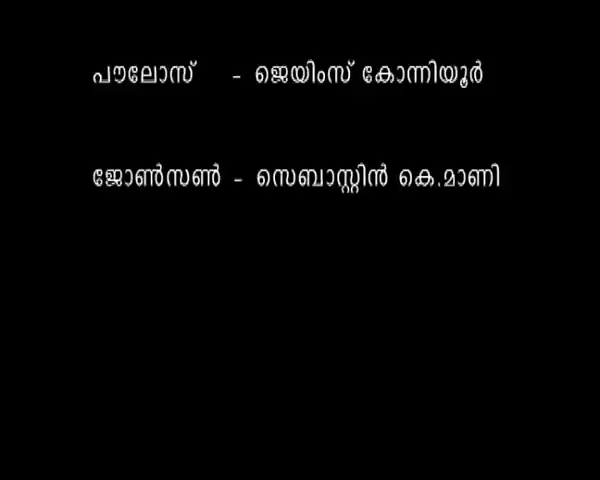 പൗലോസ് - ജെയിംസ് കോന്നിയൂർ
ജോൺസൺ - സെബാസ്റ്റിൻ കെ.മാണി